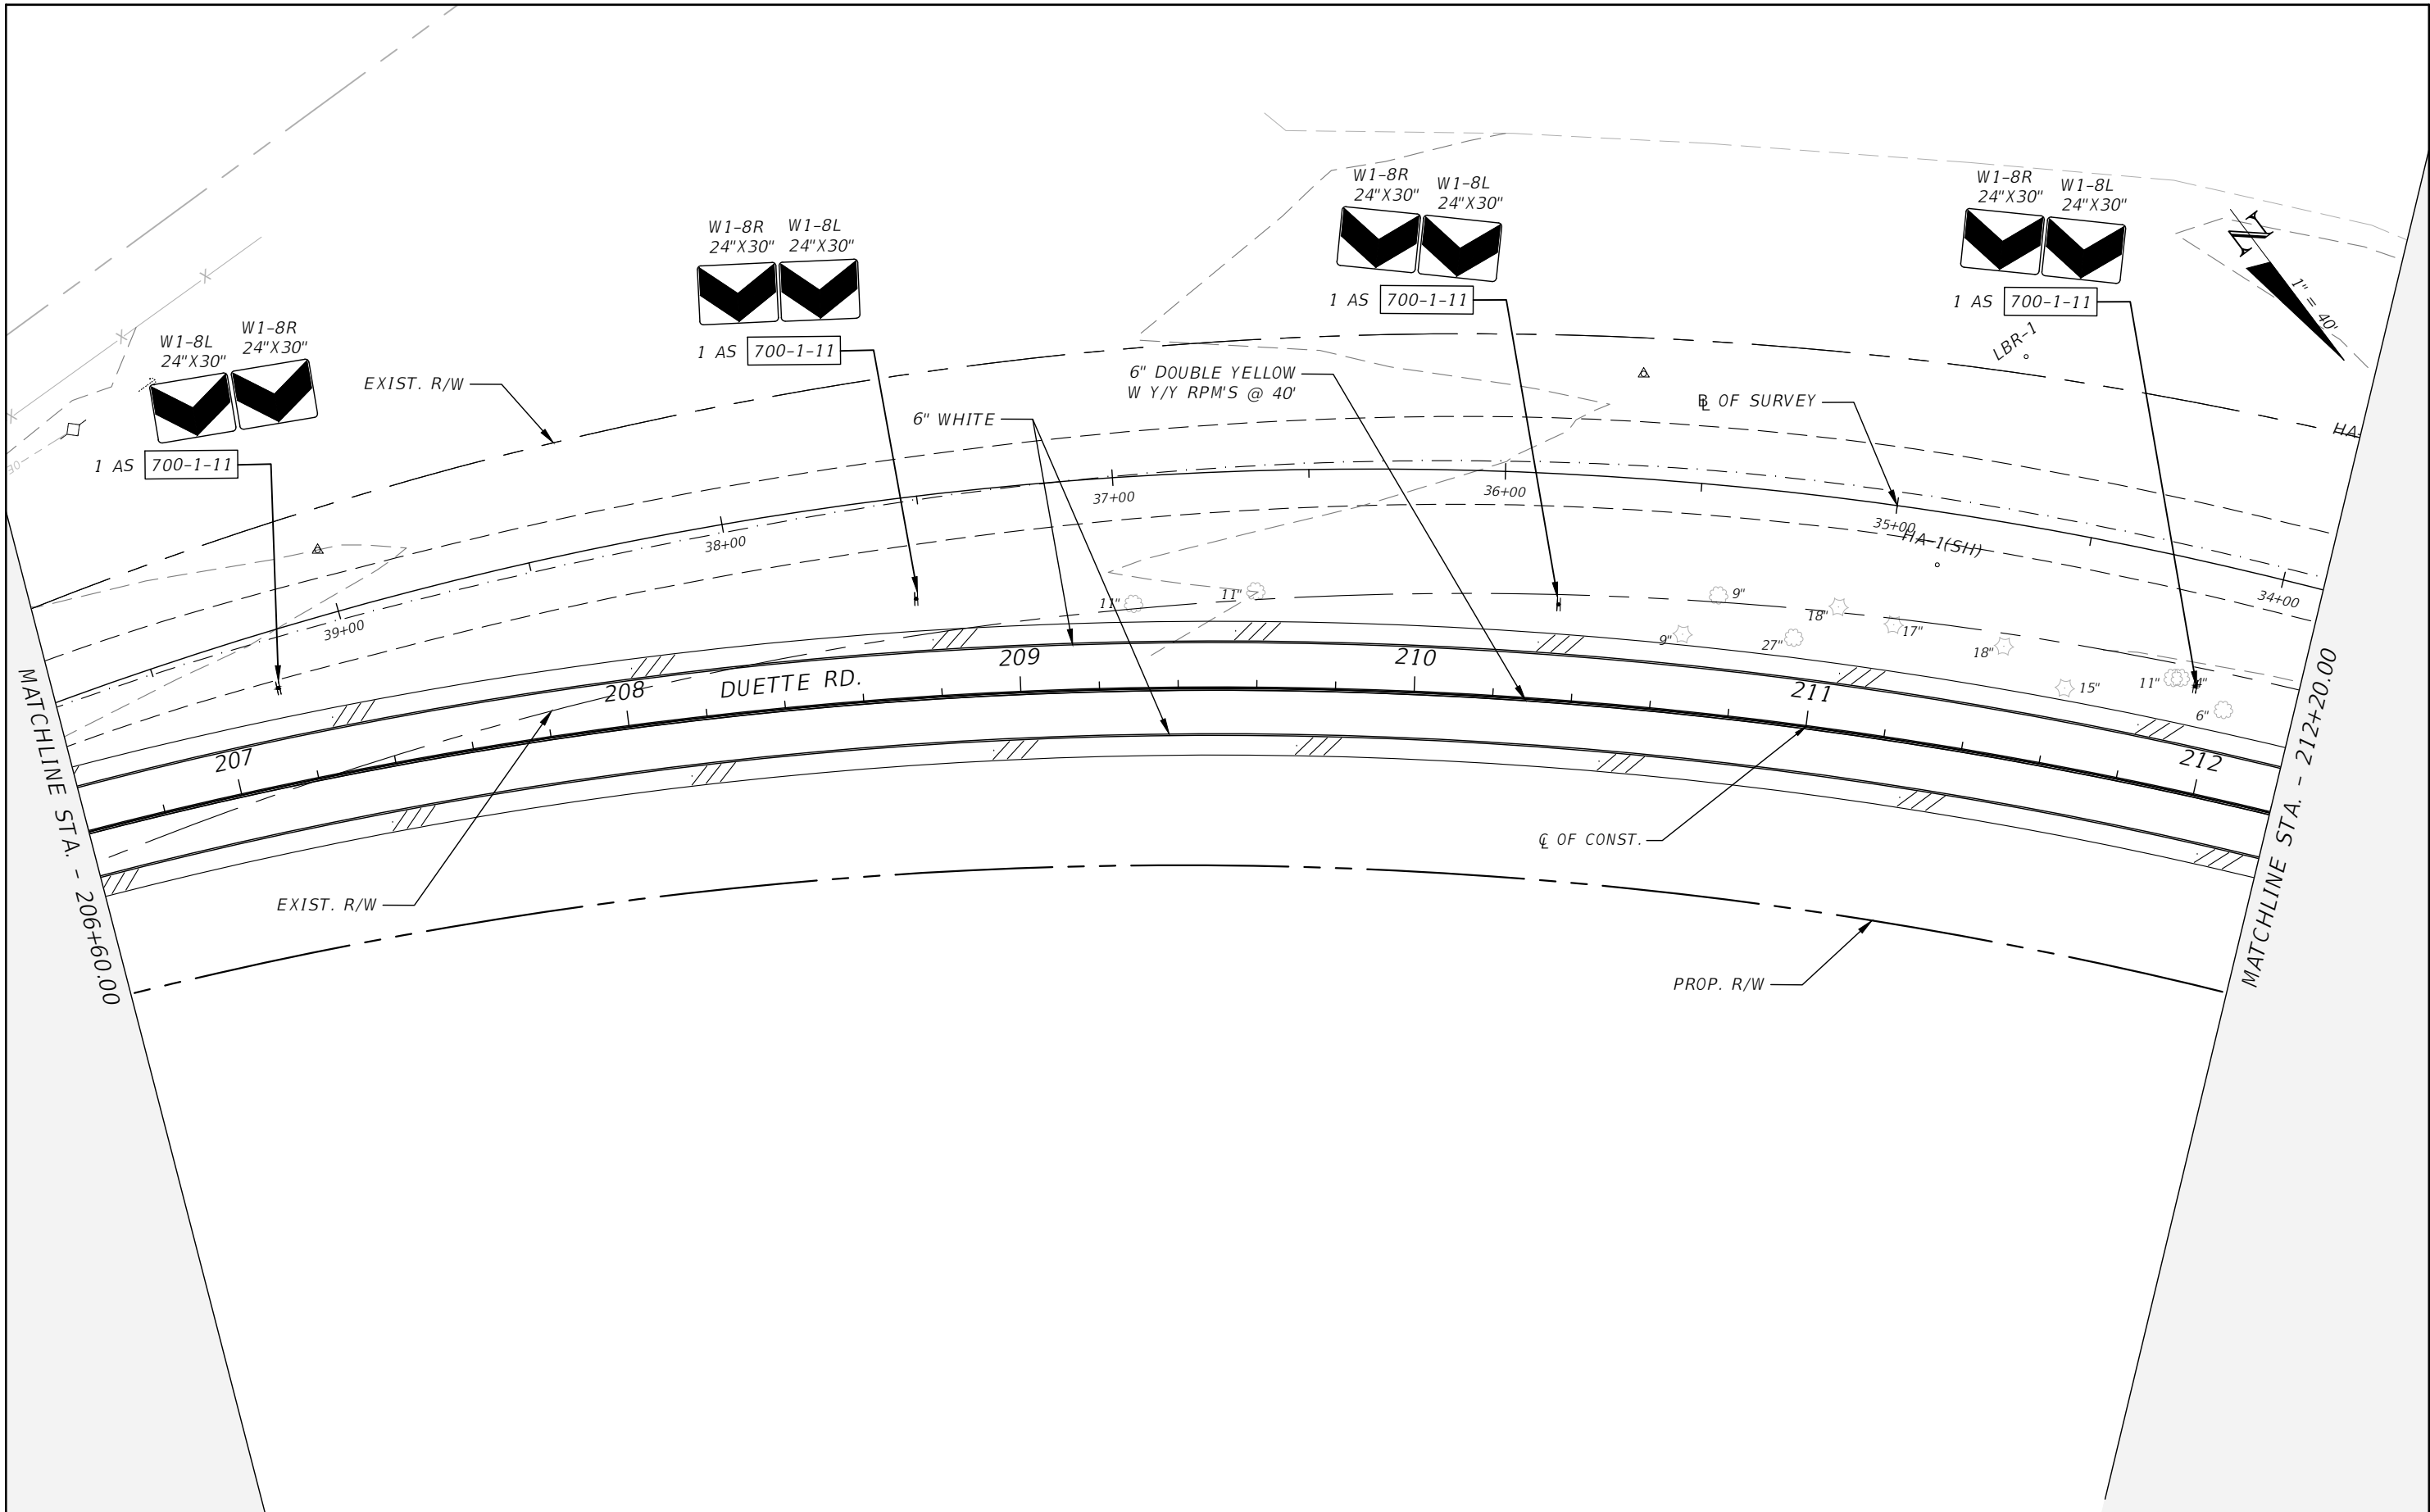 W1-8R
24"X30"
W1-8L
24"X30"
W1-8R
24"X30"
W1-8L
24"X30"
N
1" = 40'
W1-8R
24"X30"
W1-8L
24"X30"
1 AS 700-1-11
1 AS 700-1-11
LBR-1
W1-8L
24"X30"
W1-8R
24"X30"
1 AS 700-1-11
EXIST. R/W
6" DOUBLE YELLOW
W Y/Y RPM'S @ 40'
6" WHITE
BL OF SURVEY
HA-
1 AS 700-1-11
30
39+00
38+00
37+00
36+00
35+00
34+00
HA-1(SH)
11"
11"
9"
9"
18"
27"
17"
18"
15"
11"
4"
6"
207
208
DUETTE RD.
209
210
211
212
MATCHLINE STA. - 206+60.00
MATCHLINE STA. - 212+20.00
CL OF CONST.
EXIST. R/W
PROP. R/W